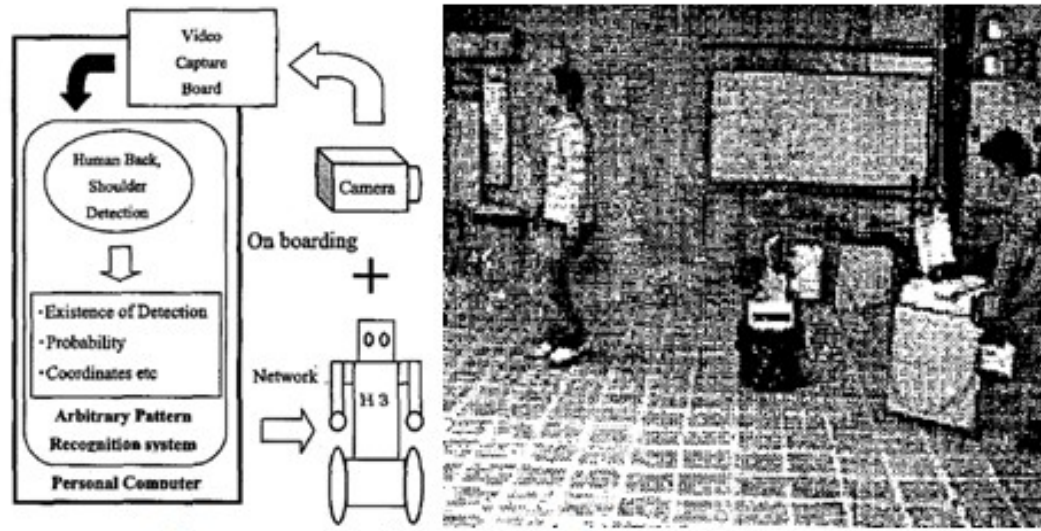 Video
Capture
Board
Human Back,
Shoulder
Detection
Camera
On boarding
+
・Existence of Detection
・Probability
・Coordinates etc
Network
H 3
Arbitrary Pattern
Recognition system
Personal Computer